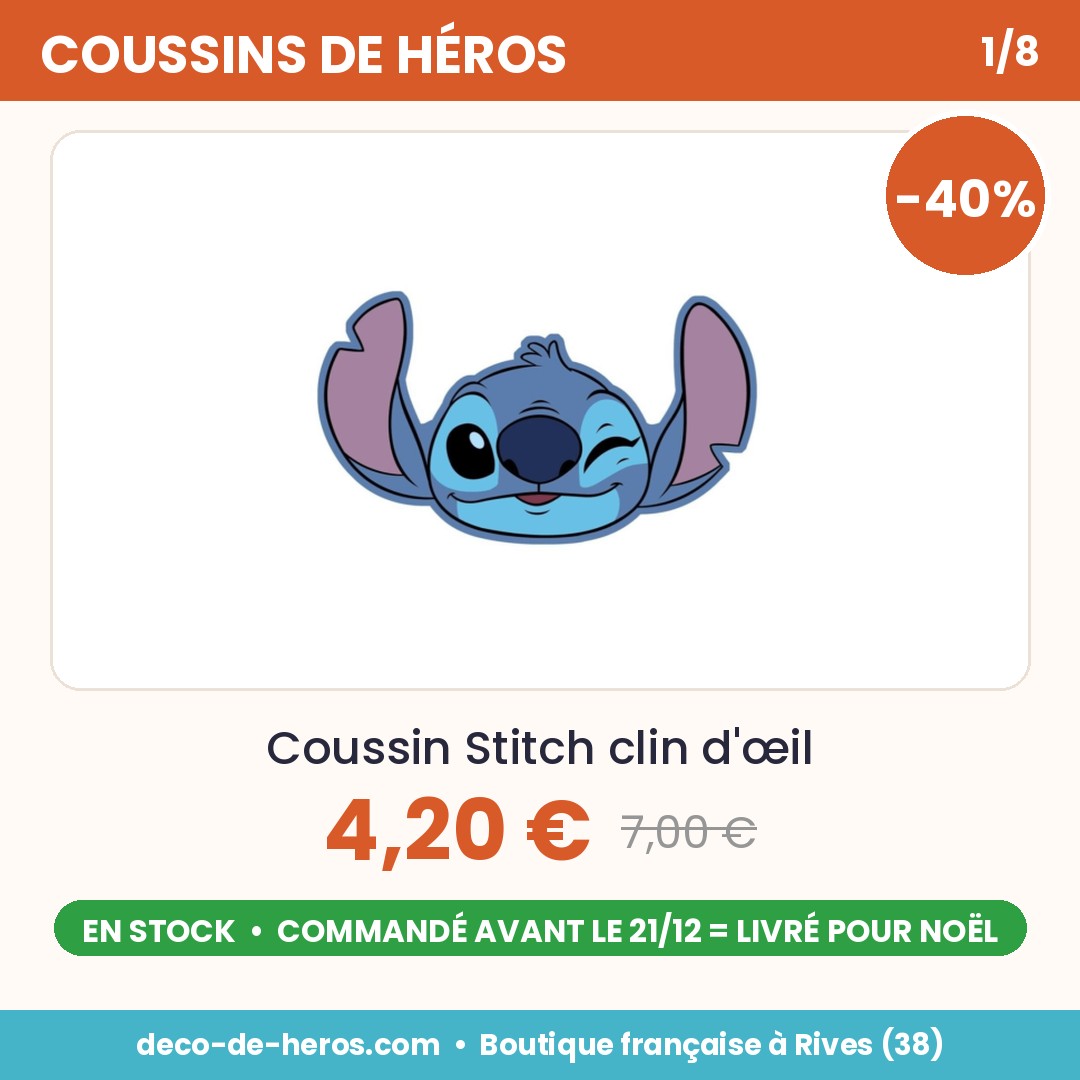 COUSSINS DE HÉROS
1/8
-40%
Coussin Stitch clin d'œil
4,20 € 7,00 €
EN STOCK • COMMANDÉ AVANT LE 21/12 = LIVRÉ POUR NOËL
deco-de-heros.com • Boutique française à Rives (38)